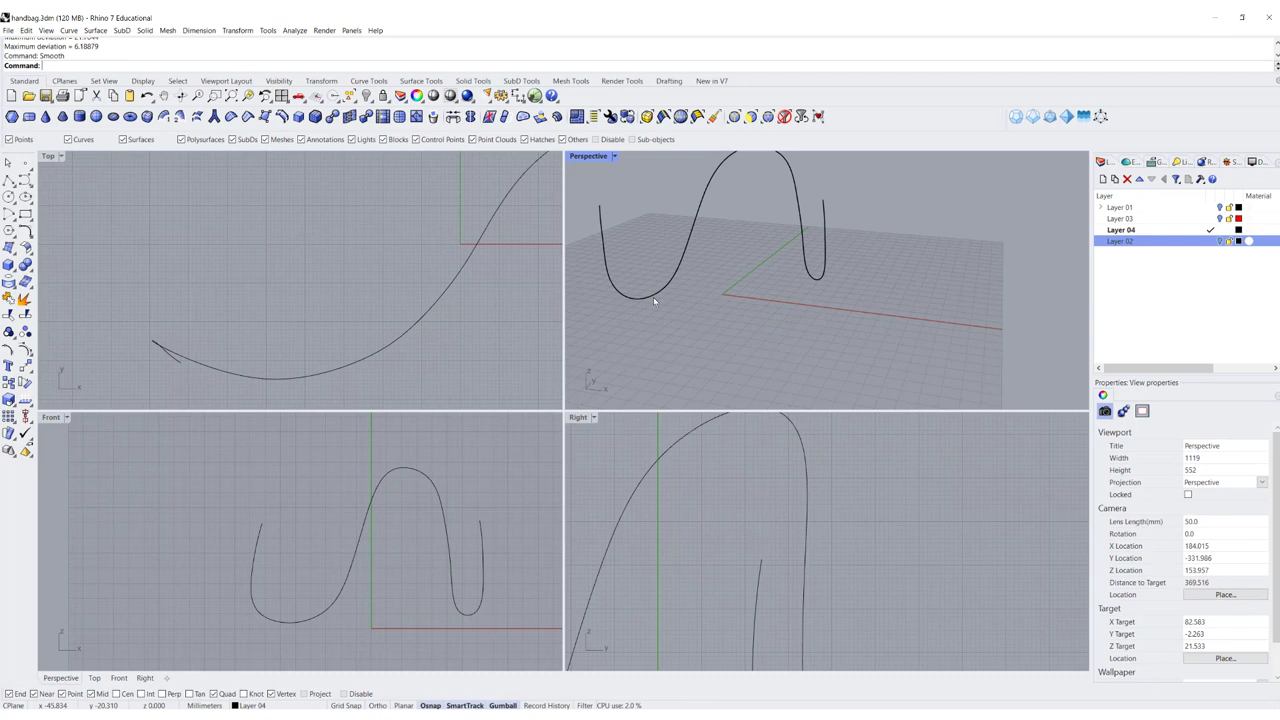 handbag.3dm (120 MB) - Rhino 7 Educational
File Edit View Curve Surface SubD Solid Mesh Dimension Transform Tools Analyze Render Panels Help
Maximum deviation = 6.18879
Command: Smooth
Command:
Standard CPlanes Set View Display Select Viewport Layout Visibility Transform Curve Tools Surface Tools Solid Tools SubD Tools Mesh Tools Render Tools Drafting New in V7
Points Curves Surfaces Polysurfaces SubDs Meshes Annotations Lights Blocks Control Points Point Clouds Hatches Others Disable Sub-objects
Top
Perspective
Layer Material
Layer 01
Layer 03
Layer 04
Layer 02
y x
z y x
Properties: View properties
Front
Right
Viewport
Title Perspective
Width 1119
Height 552
Projection Perspective
Locked
Camera
Lens Length(mm) 50.0
Rotation 0.0
X Location 184.015
Y Location -331.986
Z Location 153.957
Distance to Target 369.516
Location Place...
Target
X Target 82.583
Y Target -2.263
Z Target 21.533
Location Place...
Wallpaper
z x
z y
Perspective Top Front Right
End Near Point Mid Cen Int Perp Tan Quad Knot Vertex Project Disable
CPlane x -45.834 y -20.310 z 0.000 Millimeters Layer 04 Grid Snap Ortho Planar Osnap SmartTrack Gumball Record History Filter CPU use: 2.0 %